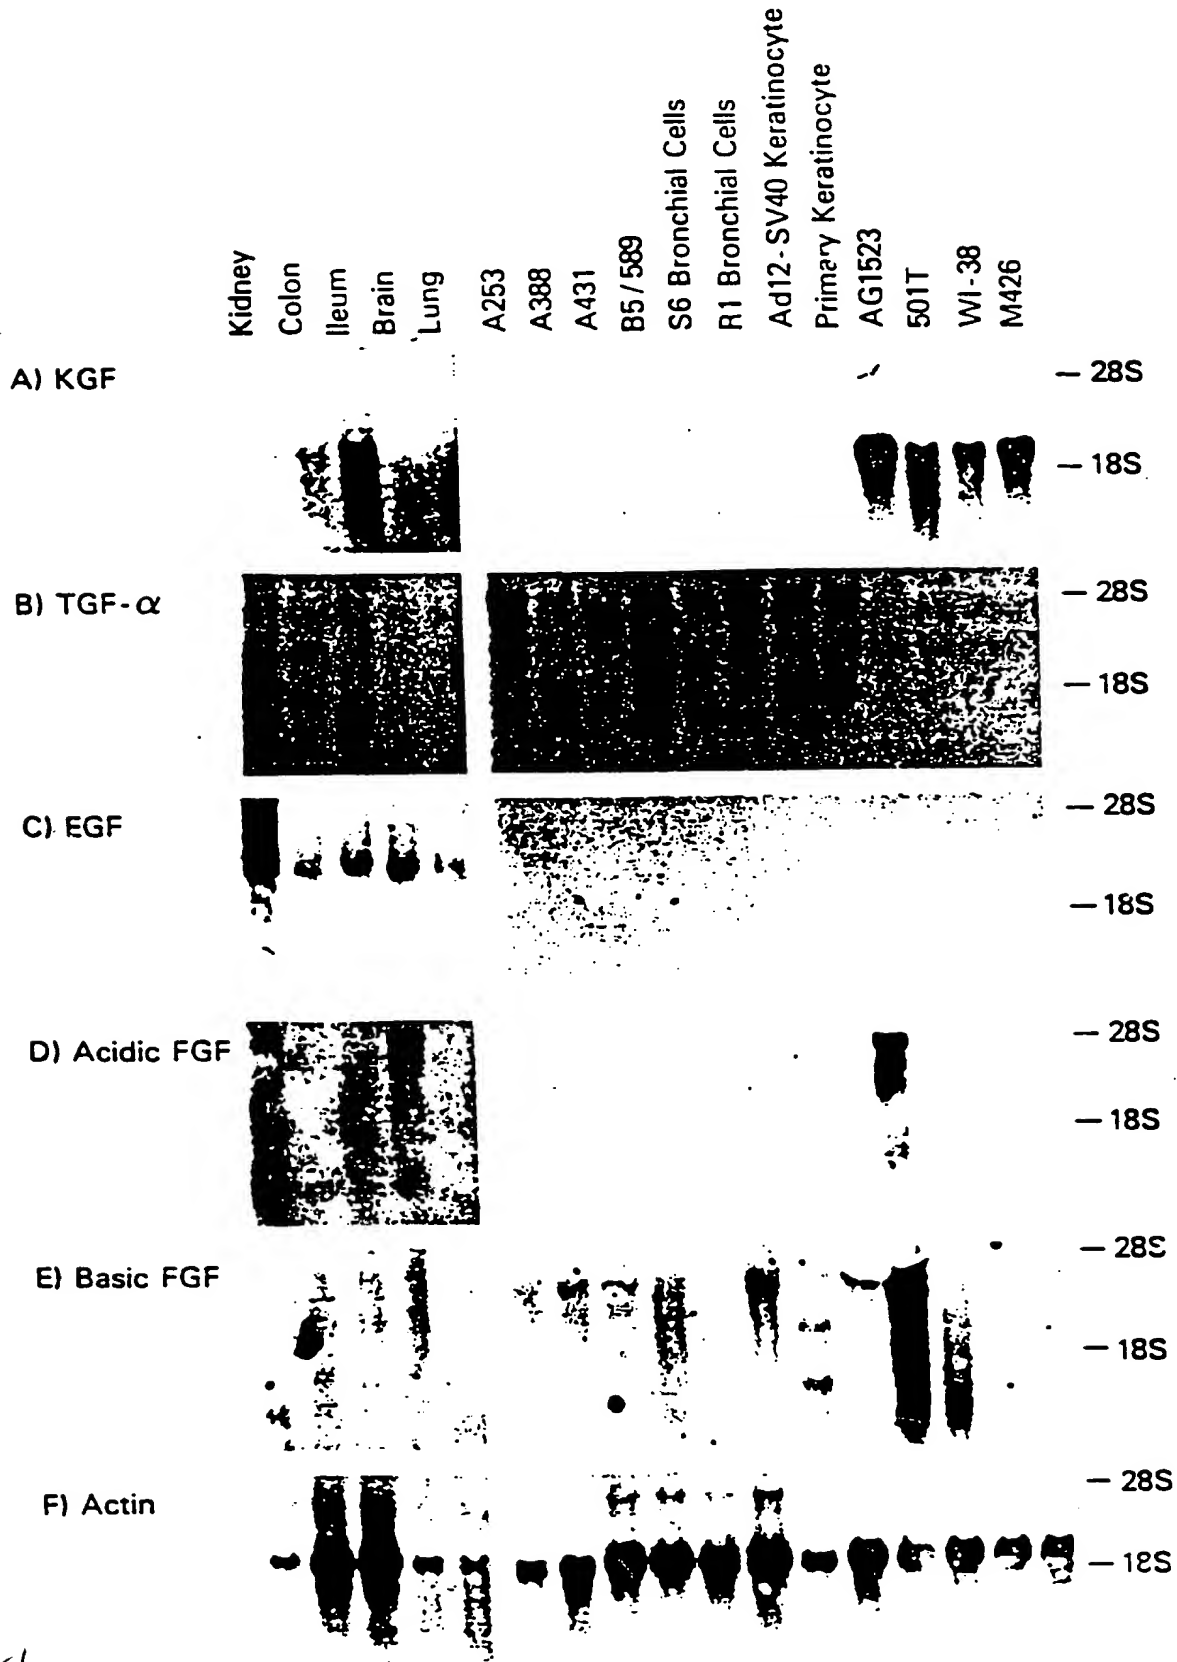 Kidney
Colon
Ileum
Brain
Lung
A253
A388
A431
B5/589
S6 Bronchial Cells
R1 Bronchial Cells
Ad12-SV40 Keratinocyte
Primary Keratinocyte
AG1523
501T
WI-38
M426
A) KGF
— 28S
— 18S
B) TGF-α
— 28S
— 18S
C) EGF
— 28S
— 18S
D) Acidic FGF
— 28S
— 18S
E) Basic FGF
— 28S
— 18S
F) Actin
— 28S
— 18S